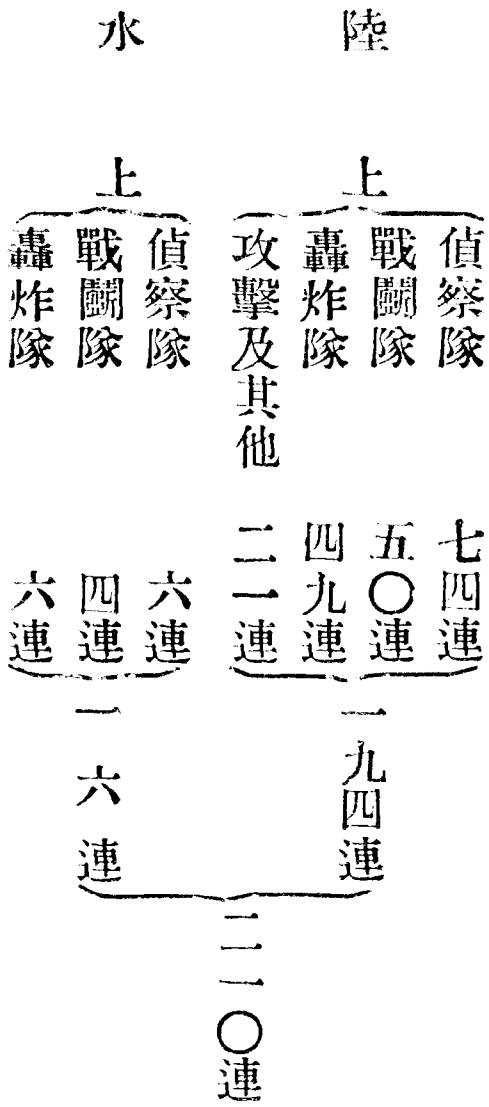 陸上
偵察隊 七四連
戰鬭隊 五〇連
轟炸隊 四九連
攻擊及其他 二一連
一九四連
水上
偵察隊 六連
戰鬭隊 四連
轟炸隊 六連
一六連
二一〇連